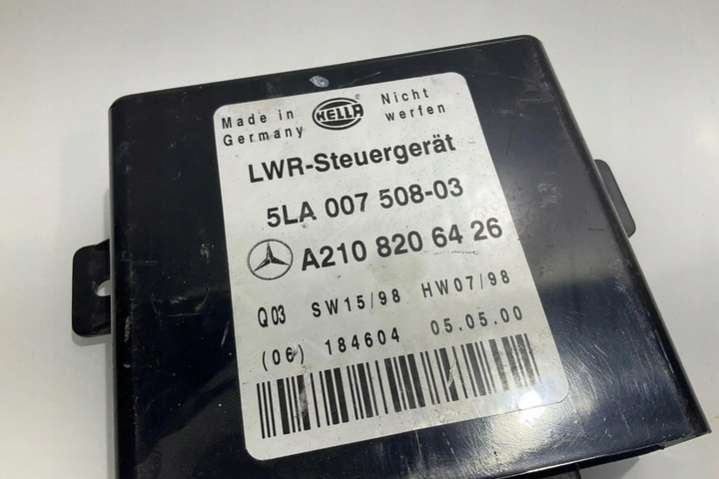 Made in Germany
HELLA
Nicht werfen
LWR-Steuergerät
5LA 007 508-03
A210 820 64 26
Q03 SW15/98 HW07/98
(06) 184604 05.05.00